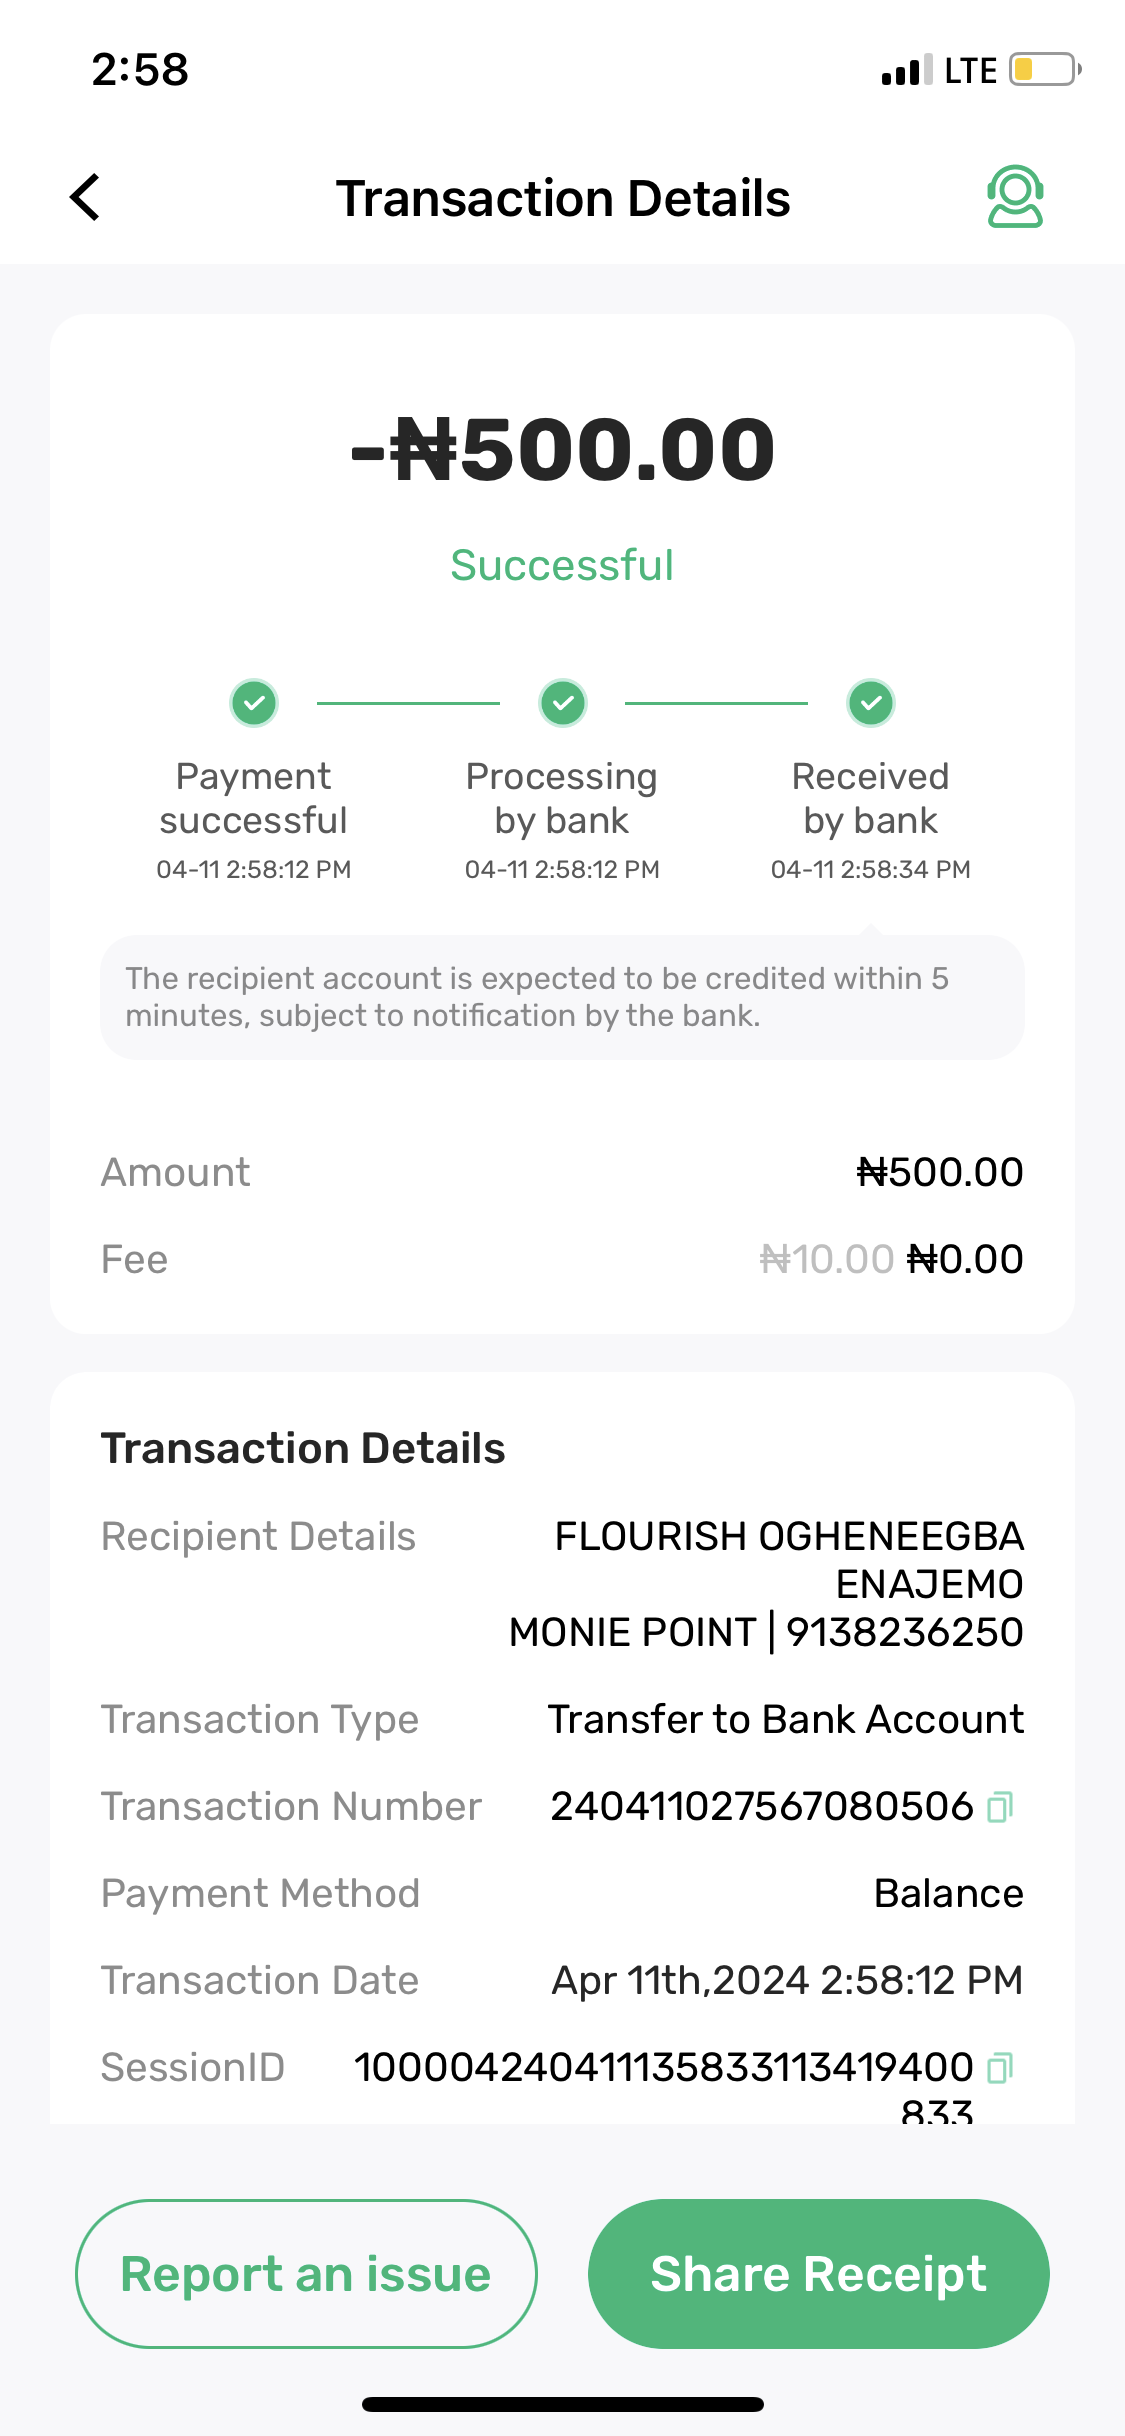 2:58 LTE
Transaction Details
-₦500.00
Successful
Payment successful
04-11 2:58:12 PM
Processing by bank
04-11 2:58:12 PM
Received by bank
04-11 2:58:34 PM
The recipient account is expected to be credited within 5
minutes, subject to notification by the bank.
Amount ₦500.00
Fee ₦10.00 ₦0.00
Transaction Details
Recipient Details FLOURISH OGHENEEGBA
ENAJEMO
MONIE POINT | 9138236250
Transaction Type Transfer to Bank Account
Transaction Number 240411027567080506
Payment Method Balance
Transaction Date Apr 11th,2024 2:58:12 PM
SessionID 100004240411135833113419400
833
Report an issue Share Receipt